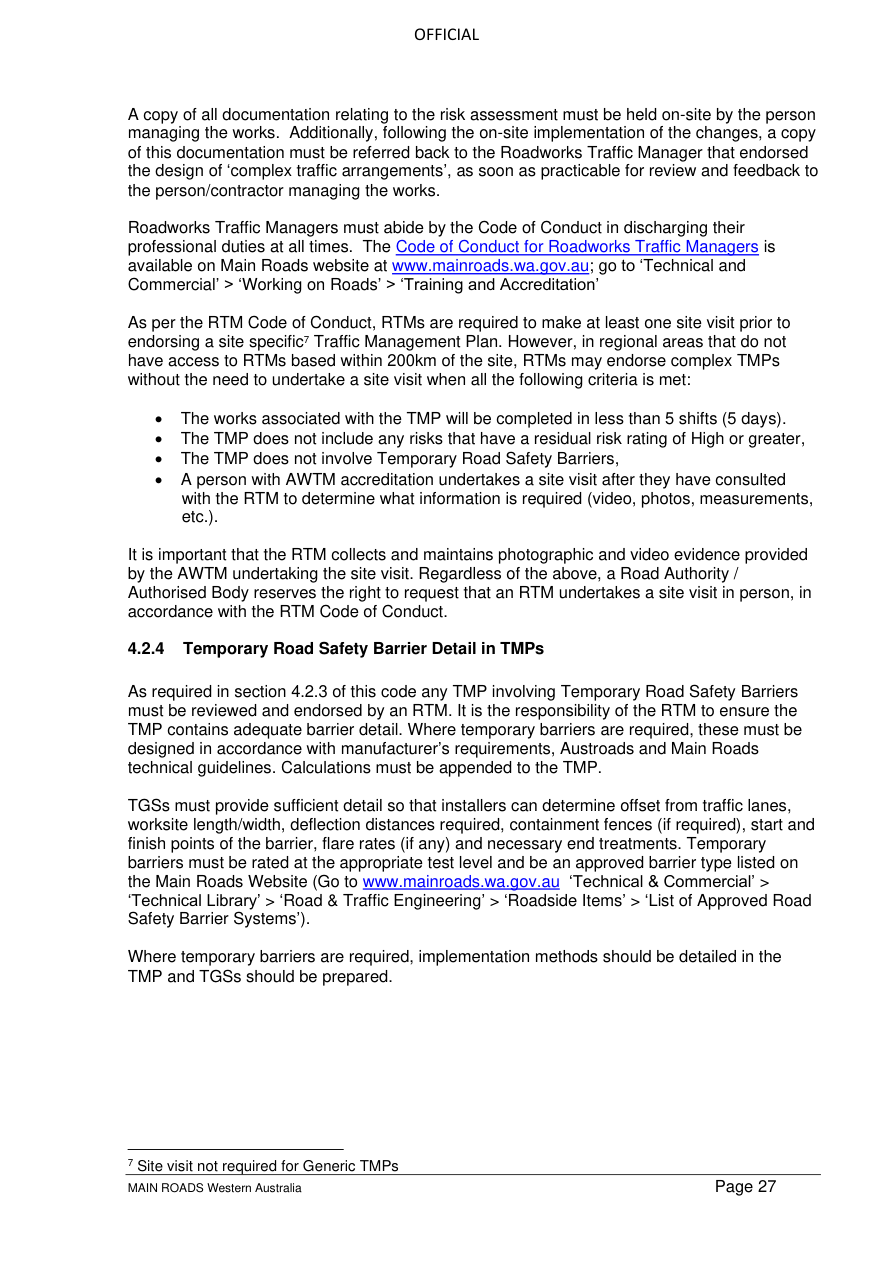 OFFICIAL
A copy of all documentation relating to the risk assessment must be held on-site by the person
managing the works.  Additionally, following the on-site implementation of the changes, a copy
of this documentation must be referred back to the Roadworks Traffic Manager that endorsed
the design of ‘complex traffic arrangements’, as soon as practicable for review and feedback to
the person/contractor managing the works.
Roadworks Traffic Managers must abide by the Code of Conduct in discharging their
professional duties at all times.  The Code of Conduct for Roadworks Traffic Managers is
available on Main Roads website at www.mainroads.wa.gov.au; go to ‘Technical and
Commercial’ > ‘Working on Roads’ > ‘Training and Accreditation’
As per the RTM Code of Conduct, RTMs are required to make at least one site visit prior to
endorsing a site specific⁷ Traffic Management Plan. However, in regional areas that do not
have access to RTMs based within 200km of the site, RTMs may endorse complex TMPs
without the need to undertake a site visit when all the following criteria is met:
• The works associated with the TMP will be completed in less than 5 shifts (5 days).
• The TMP does not include any risks that have a residual risk rating of High or greater,
• The TMP does not involve Temporary Road Safety Barriers,
• A person with AWTM accreditation undertakes a site visit after they have consulted
with the RTM to determine what information is required (video, photos, measurements,
etc.).
It is important that the RTM collects and maintains photographic and video evidence provided
by the AWTM undertaking the site visit. Regardless of the above, a Road Authority /
Authorised Body reserves the right to request that an RTM undertakes a site visit in person, in
accordance with the RTM Code of Conduct.
4.2.4 Temporary Road Safety Barrier Detail in TMPs
As required in section 4.2.3 of this code any TMP involving Temporary Road Safety Barriers
must be reviewed and endorsed by an RTM. It is the responsibility of the RTM to ensure the
TMP contains adequate barrier detail. Where temporary barriers are required, these must be
designed in accordance with manufacturer’s requirements, Austroads and Main Roads
technical guidelines. Calculations must be appended to the TMP.
TGSs must provide sufficient detail so that installers can determine offset from traffic lanes,
worksite length/width, deflection distances required, containment fences (if required), start and
finish points of the barrier, flare rates (if any) and necessary end treatments. Temporary
barriers must be rated at the appropriate test level and be an approved barrier type listed on
the Main Roads Website (Go to www.mainroads.wa.gov.au  ‘Technical & Commercial’ >
‘Technical Library’ > ‘Road & Traffic Engineering’ > ‘Roadside Items’ > ‘List of Approved Road
Safety Barrier Systems’).
Where temporary barriers are required, implementation methods should be detailed in the
TMP and TGSs should be prepared.
⁷ Site visit not required for Generic TMPs
MAIN ROADS Western Australia Page 27